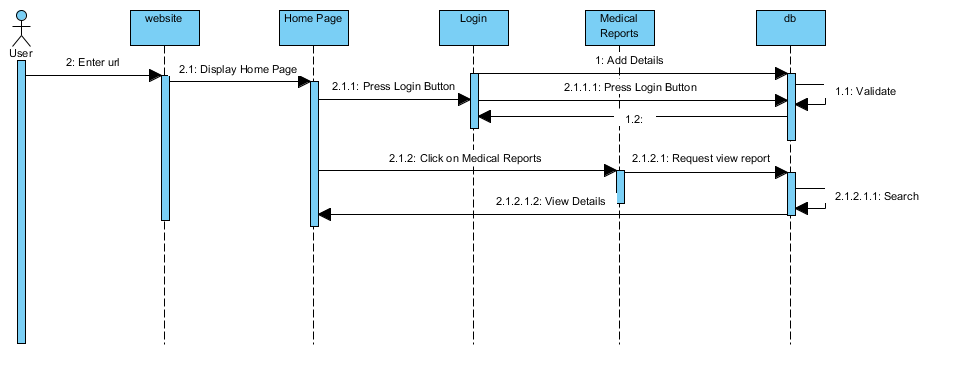 website
Home Page
Login
Medical
Reports
db
User
2: Enter url
2.1: Display Home Page
1: Add Details
2.1.1: Press Login Button
2.1.1.1: Press Login Button
1.1: Validate
1.2:
2.1.2: Click on Medical Reports
2.1.2.1: Request view report
2.1.2.1.1: Search
2.1.2.1.2: View Details